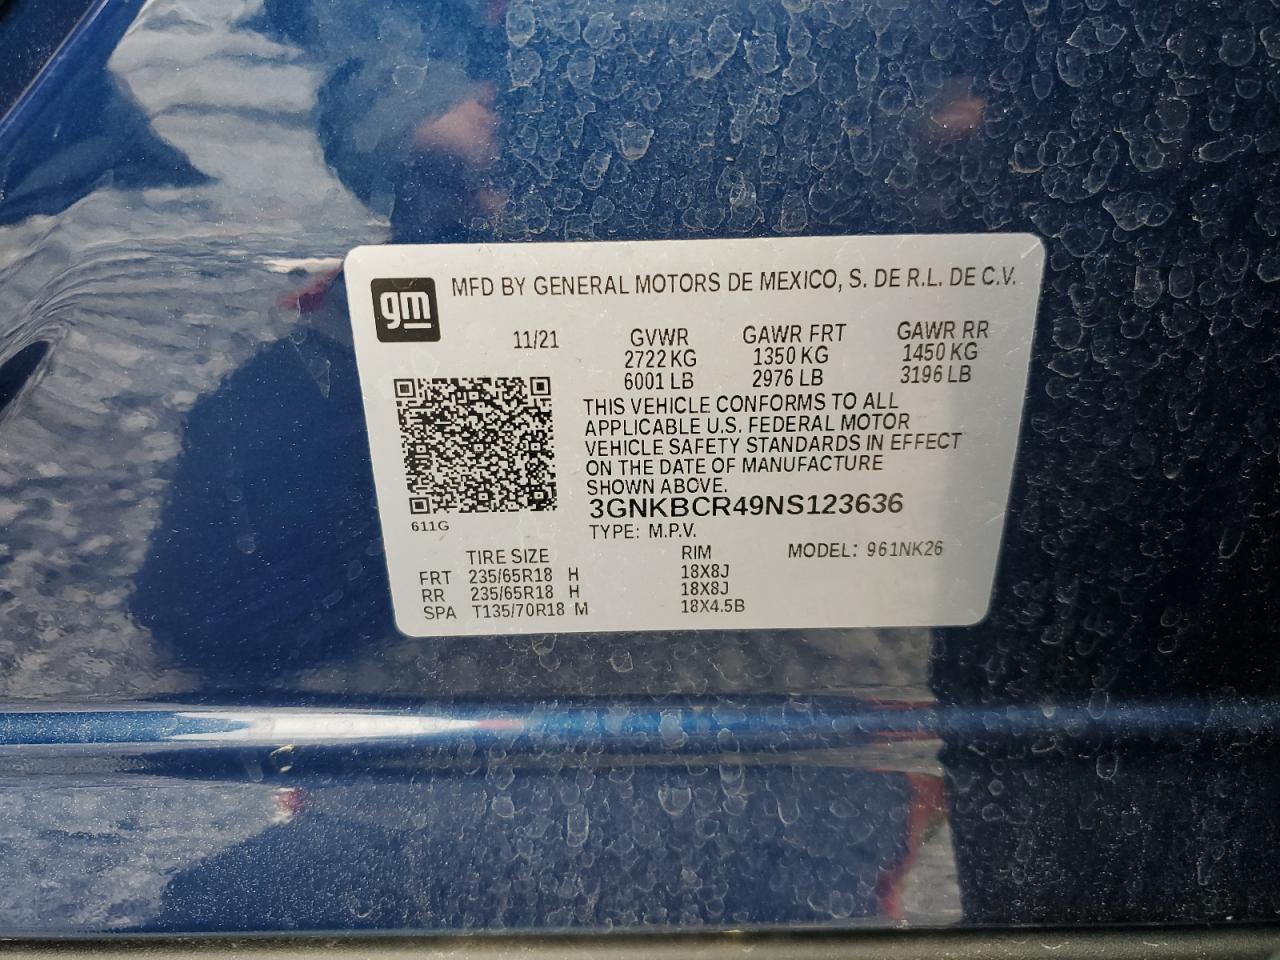 gm
MFD BY GENERAL MOTORS DE MEXICO, S. DE R.L. DE C.V.
11/21 GVWR GAWR FRT GAWR RR
2722 KG 1350 KG 1450 KG
6001 LB 2976 LB 3196 LB
THIS VEHICLE CONFORMS TO ALL
APPLICABLE U.S. FEDERAL MOTOR
VEHICLE SAFETY STANDARDS IN EFFECT
ON THE DATE OF MANUFACTURE
SHOWN ABOVE.
3GNKBCR49NS123636
611G
TYPE: M.P.V.
TIRE SIZE RIM MODEL: 961NK26
FRT 235/65R18 H 18X8J
RR 235/65R18 H 18X8J
SPA T135/70R18 M 18X4.5B